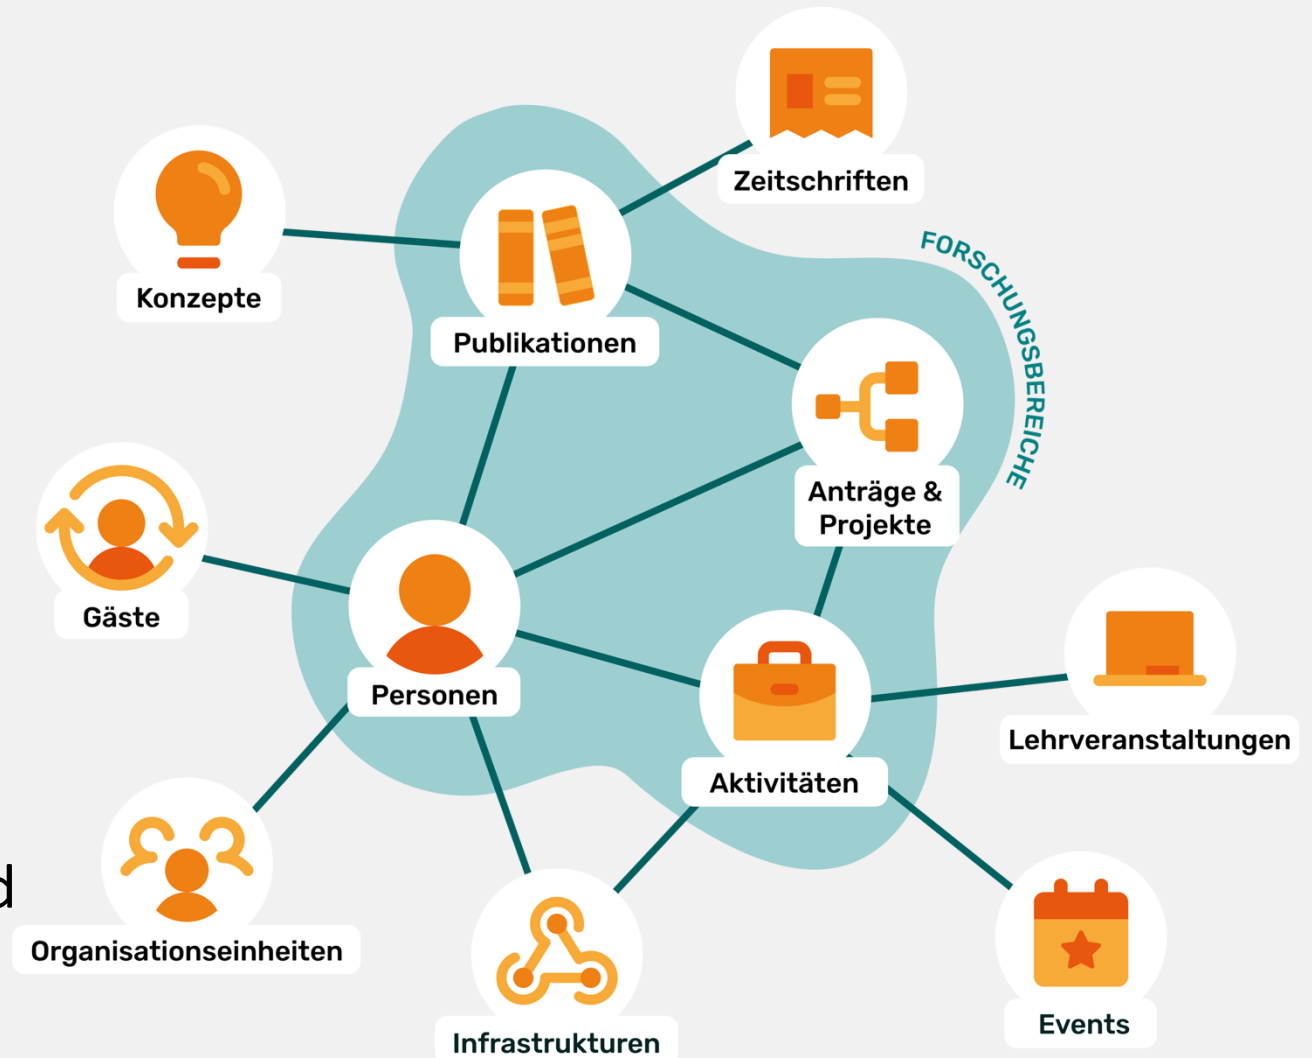 Zeitschriften
FORSCHUNGSBEREICHE
Konzepte
Publikationen
Anträge &
Projekte
Gäste
Personen
Lehrveranstaltungen
Aktivitäten
d
Organisationseinheiten
Events
Infrastrukturen